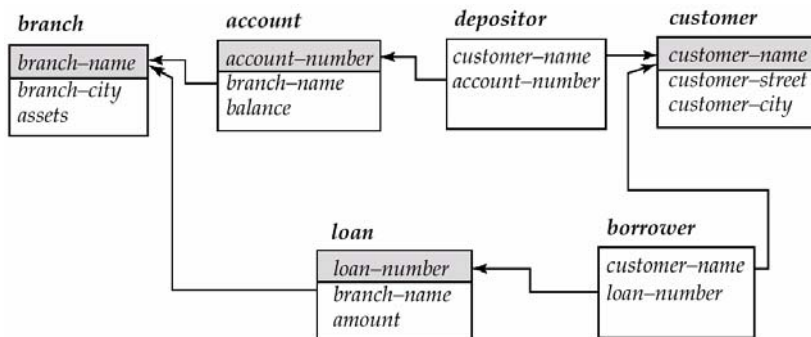 branch
branch–name
branch–city
assets
account
account–number
branch–name
balance
depositor
customer–name
account–number
customer
customer–name
customer–street
customer–city
loan
loan–number
branch–name
amount
borrower
customer–name
loan–number